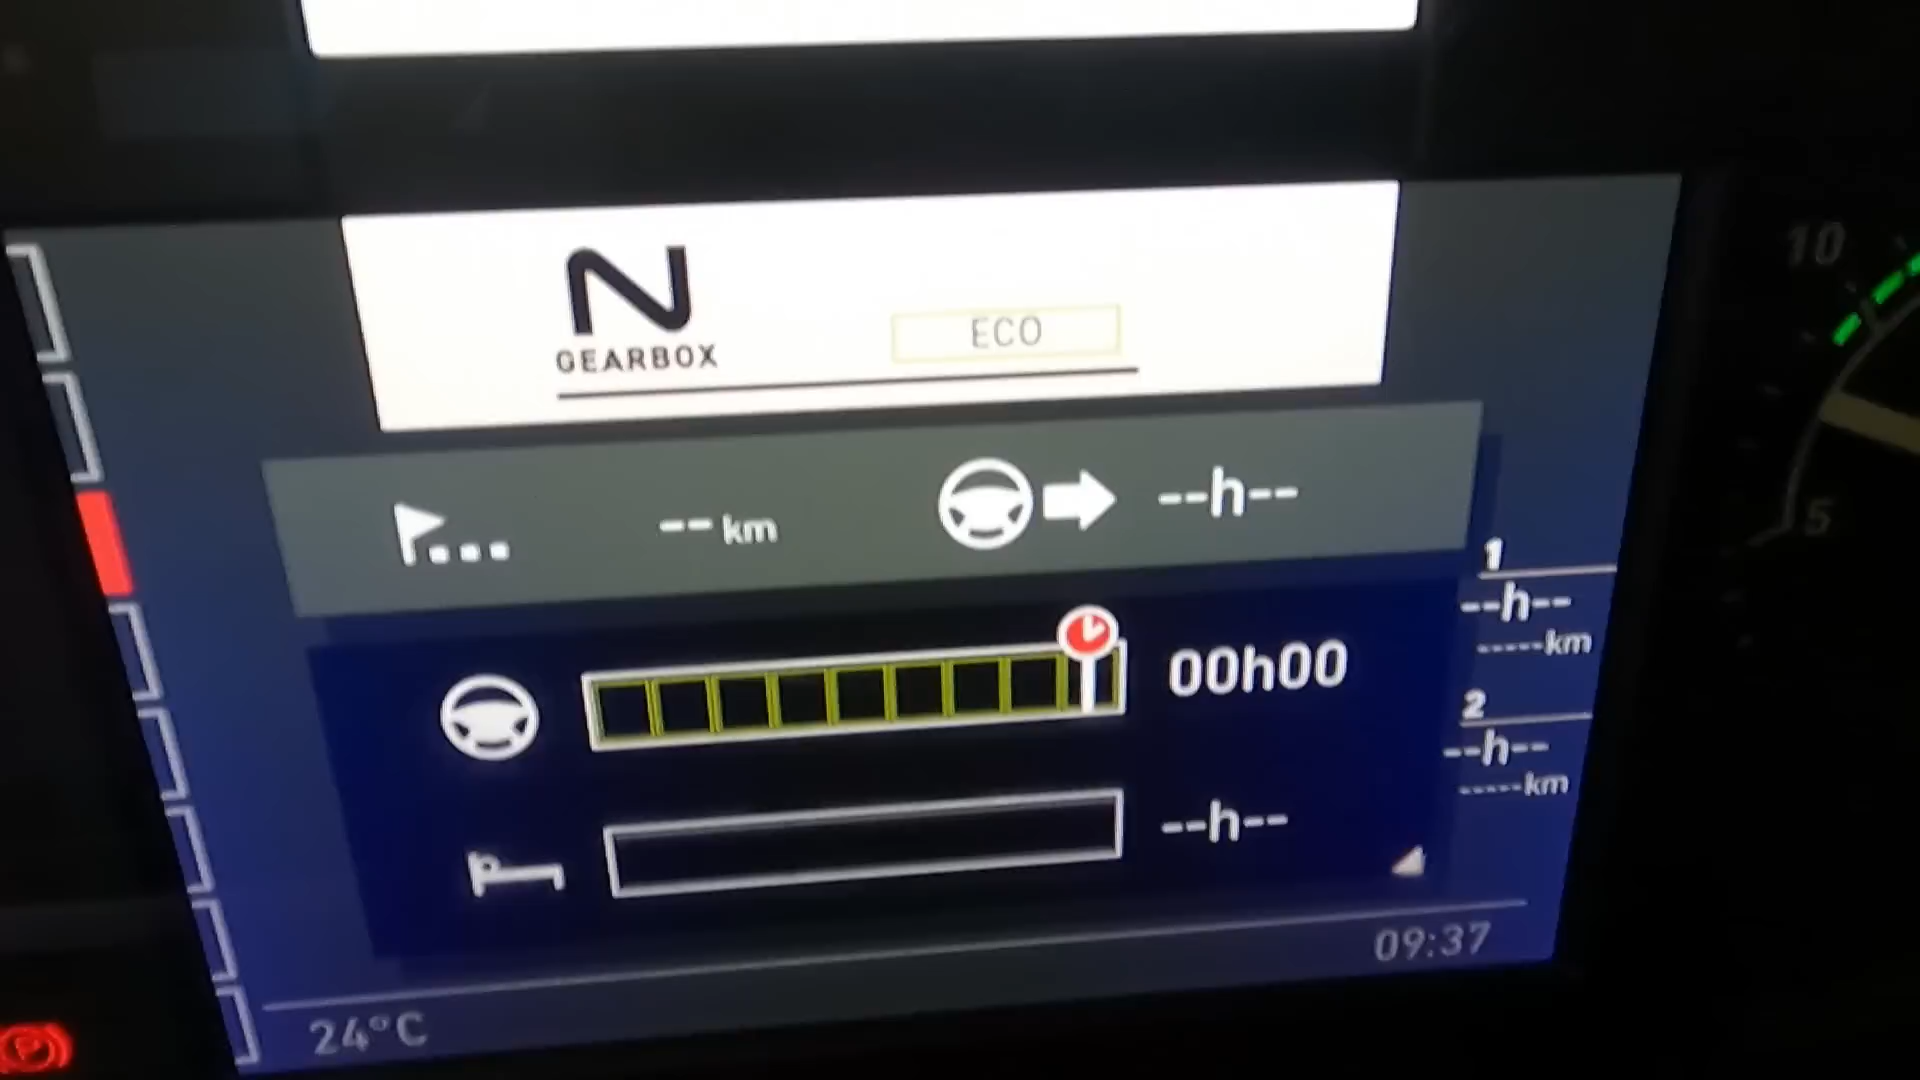 N
GEARBOX
ECO
-- km
--h--
00h00
--h--
1
--h--
-----km
2
--h--
-----km
09:37
24°C
10
5
P